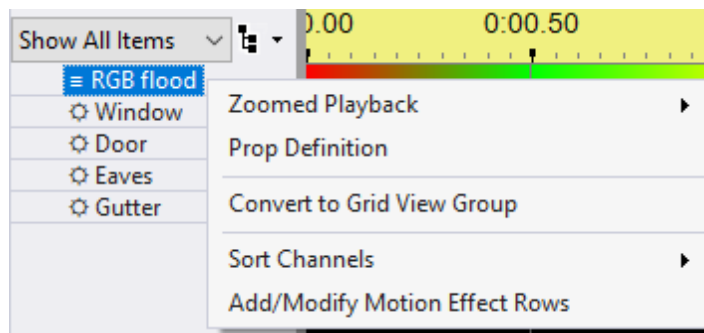 Show All Items
0.00 0:00.50
RGB flood
Window
Door
Eaves
Gutter
Zoomed Playback
Prop Definition
Convert to Grid View Group
Sort Channels
Add/Modify Motion Effect Rows